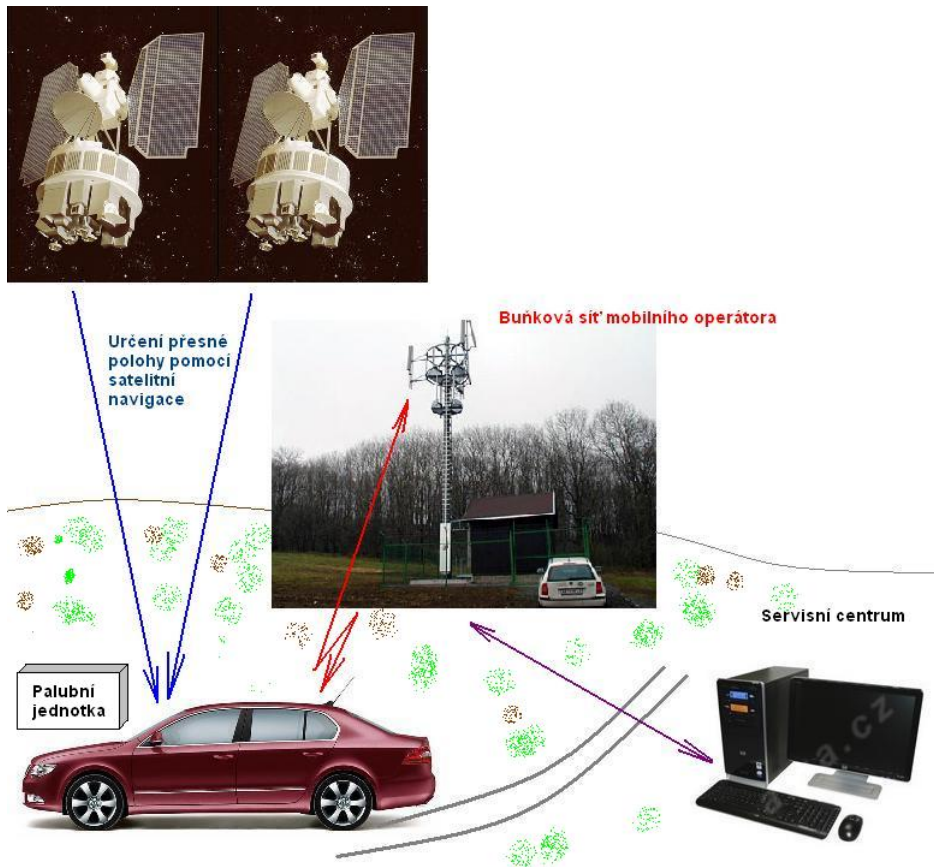 Určení přesné
polohy pomocí
satelitní
navigace
Buňková síť mobilního operátora
Servisní centrum
Palubní
jednotka